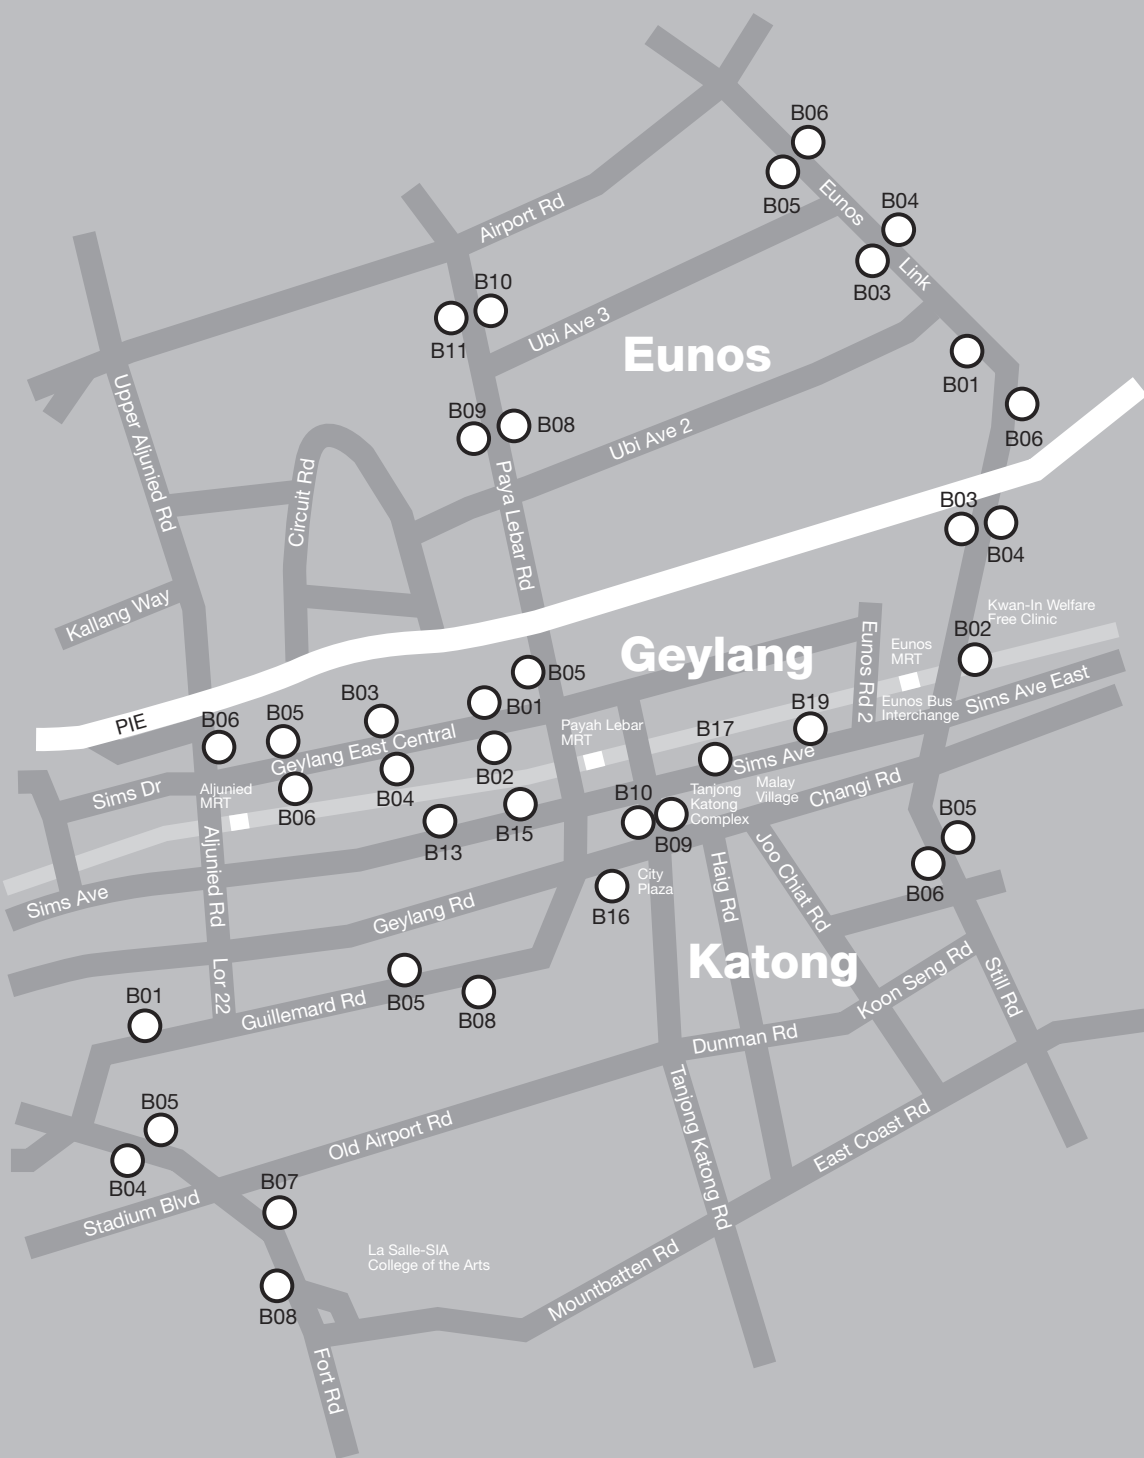 B06
B05
Eunos
B04
Link
B03
Airport Rd
B10
B11
Ubi Ave 3
Eunos
B01
B06
Upper Aljunied Rd
B09
B08
Ubi Ave 2
Circuit Rd
Paya Lebar Rd
B03
B04
Kallang Way
Kwan-In Welfare
Free Clinic
B02
Eunos
MRT
Eunos Rd 2
Geylang
B05
B01
B03
PIE
B06
B05
Geylang East Central
Payah Lebar
MRT
B17
B19
Eunos Bus
Interchange
Sims Ave East
B02
Sims Ave
Sims Dr
Aljunied
MRT
B06
B04
B10
Tanjong
Katong
Complex
Malay
Village
Changi Rd
B15
B13
B09
B05
Aljunied Rd
Joo Chiat Rd
Haig Rd
City
Plaza
B06
Sims Ave
Geylang Rd
B16
Katong
Lor 22
B01
B05
B08
Guillemard Rd
Koon Seng Rd
Still Rd
Dunman Rd
Tanjong Katong Rd
B05
B04
Old Airport Rd
East Coast Rd
B07
Stadium Blvd
La Salle-SIA
College of the Arts
B08
Mountbatten Rd
Fort Rd